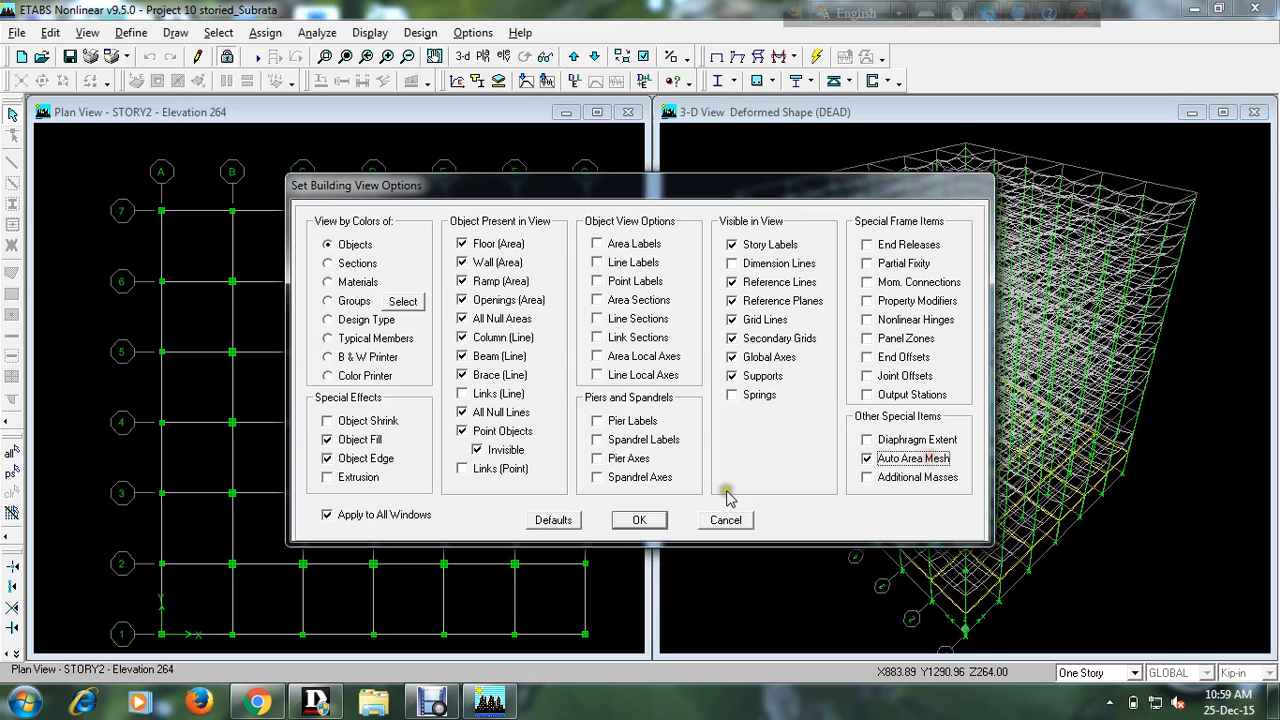 ETABS Nonlinear v9.5.0 - Project 10 storied_Subrata
English
File Edit View Define Draw Select Assign Analyze Display Design Options Help
3-d
Plan View - STORY2 - Elevation 264
3-D View Deformed Shape (DEAD)
A B
7
6
5
4
3
2
1
Y
X
Set Building View Options
View by Colors of:
Objects
Sections
Materials
Groups Select
Design Type
Typical Members
B & W Printer
Color Printer
Special Effects
Object Shrink
Object Fill
Object Edge
Extrusion
Apply to All Windows
Object Present in View
Floor (Area)
Wall (Area)
Ramp (Area)
Openings (Area)
All Null Areas
Column (Line)
Beam (Line)
Brace (Line)
Links (Line)
All Null Lines
Point Objects
Invisible
Links (Point)
Object View Options
Area Labels
Line Labels
Point Labels
Area Sections
Line Sections
Link Sections
Area Local Axes
Line Local Axes
Piers and Spandrels
Pier Labels
Spandrel Labels
Pier Axes
Spandrel Axes
Visible in View
Story Labels
Dimension Lines
Reference Lines
Reference Planes
Grid Lines
Secondary Grids
Global Axes
Supports
Springs
Special Frame Items
End Releases
Partial Fixity
Mom. Connections
Property Modifiers
Nonlinear Hinges
Panel Zones
End Offsets
Joint Offsets
Output Stations
Other Special Items
Diaphragm Extent
Auto Area Mesh
Additional Masses
Defaults OK Cancel
all
Plan View - STORY2 - Elevation 264
X883.89 Y1290.96 Z264.00
One Story
GLOBAL
Kip-in
10:59 AM
25-Dec-15